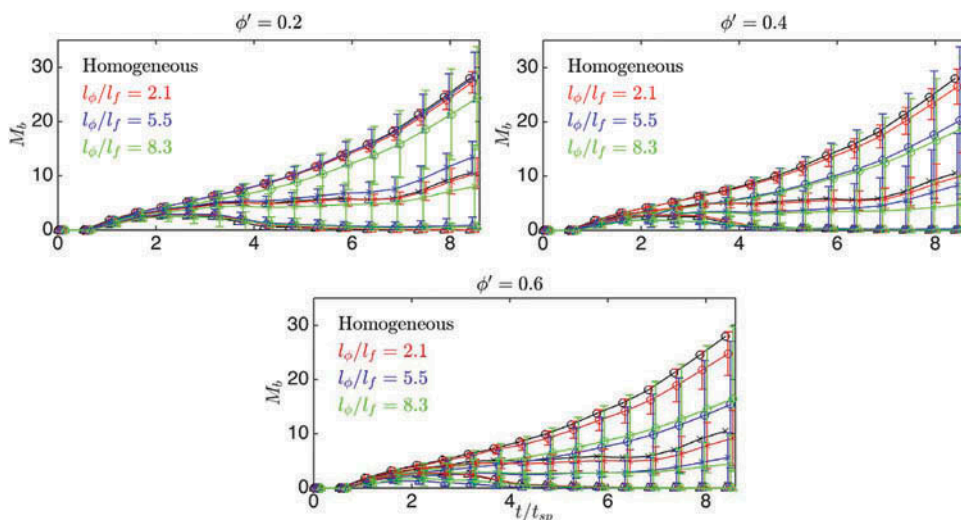 ϕ′ = 0.2
30
20
10
0
M_b
Homogeneous
l_ϕ/l_f = 2.1
l_ϕ/l_f = 5.5
l_ϕ/l_f = 8.3
0 2 4 6 8
ϕ′ = 0.4
30
20
10
0
M_b
Homogeneous
l_ϕ/l_f = 2.1
l_ϕ/l_f = 5.5
l_ϕ/l_f = 8.3
0 2 4 6 8
ϕ′ = 0.6
30
20
10
0
M_b
Homogeneous
l_ϕ/l_f = 2.1
l_ϕ/l_f = 5.5
l_ϕ/l_f = 8.3
0 2 4 6 8
t/t_sp